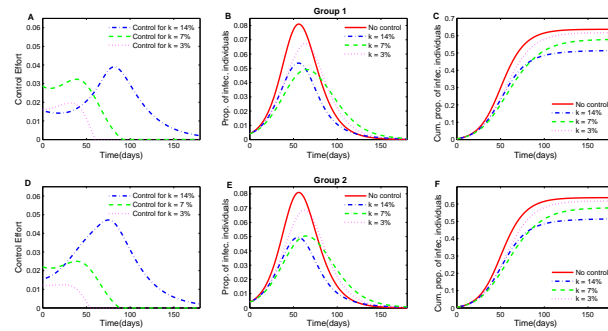 Group 1
A
Control Effort
0.06
0.05
0.04
0.03
0.02
0.01
0
Control for k = 14%
Control for k = 7%
Control for k = 3%
0 50 100 150
Time(days)
B
Prop. of infec. individuals
0.08
0.07
0.06
0.05
0.04
0.03
0.02
0.01
0.00
No control
k = 14%
k = 7%
k = 3%
0 50 100 150
Time(days)
C
Cum. prop. of infec. individuals
0.7
0.6
0.5
0.4
0.3
0.2
0.1
0
No control
k = 14%
k = 7%
k = 3%
0 50 100 150
Time(days)
Group 2
D
Control Effort
0.06
0.05
0.04
0.03
0.02
0.01
0
Control for k = 14%
Control for k = 7 %
Control for k = 3%
0 50 100 150
Time(days)
E
Prop. of infec. individuals
0.08
0.07
0.06
0.05
0.04
0.03
0.02
0.01
0.00
No control
k = 14%
k =7%
k = 3%
0 50 100 150
Time(days)
F
Cum. prop. of infec. individuals
0.7
0.6
0.5
0.4
0.3
0.2
0.1
0
No control
k = 14%
k = 7%
k = 3%
0 50 100 150
Time(days)